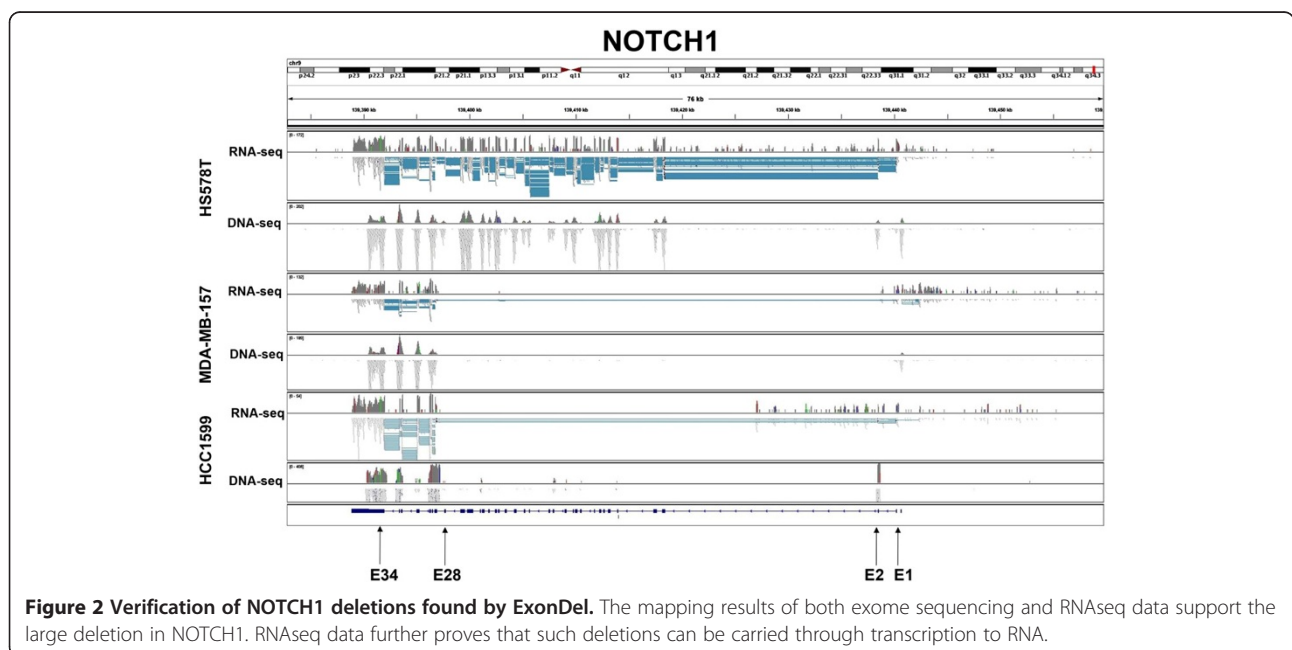 NOTCH1
chr9
p24.2 p23 p22.3 p22.1 p21.2 p21.1 p13.3 p13.1 p11.2 q11 q12 q13 q21.12 q21.2 q21.32 q22.1 q22.31 q22.33 q31.1 q31.2 q32 q33.1 q33.3 q34.12 q34.3
76 kb
139,390 kb 139,400 kb 139,410 kb 139,420 kb 139,430 kb 139,440 kb 139,450 kb
HS578T
RNA-seq
DNA-seq
MDA-MB-157
RNA-seq
DNA-seq
HCC1599
RNA-seq
DNA-seq
E34 E28 E2 E1
Figure 2 Verification of NOTCH1 deletions found by ExonDel. The mapping results of both exome sequencing and RNAseq data support the
large deletion in NOTCH1. RNAseq data further proves that such deletions can be carried through transcription to RNA.